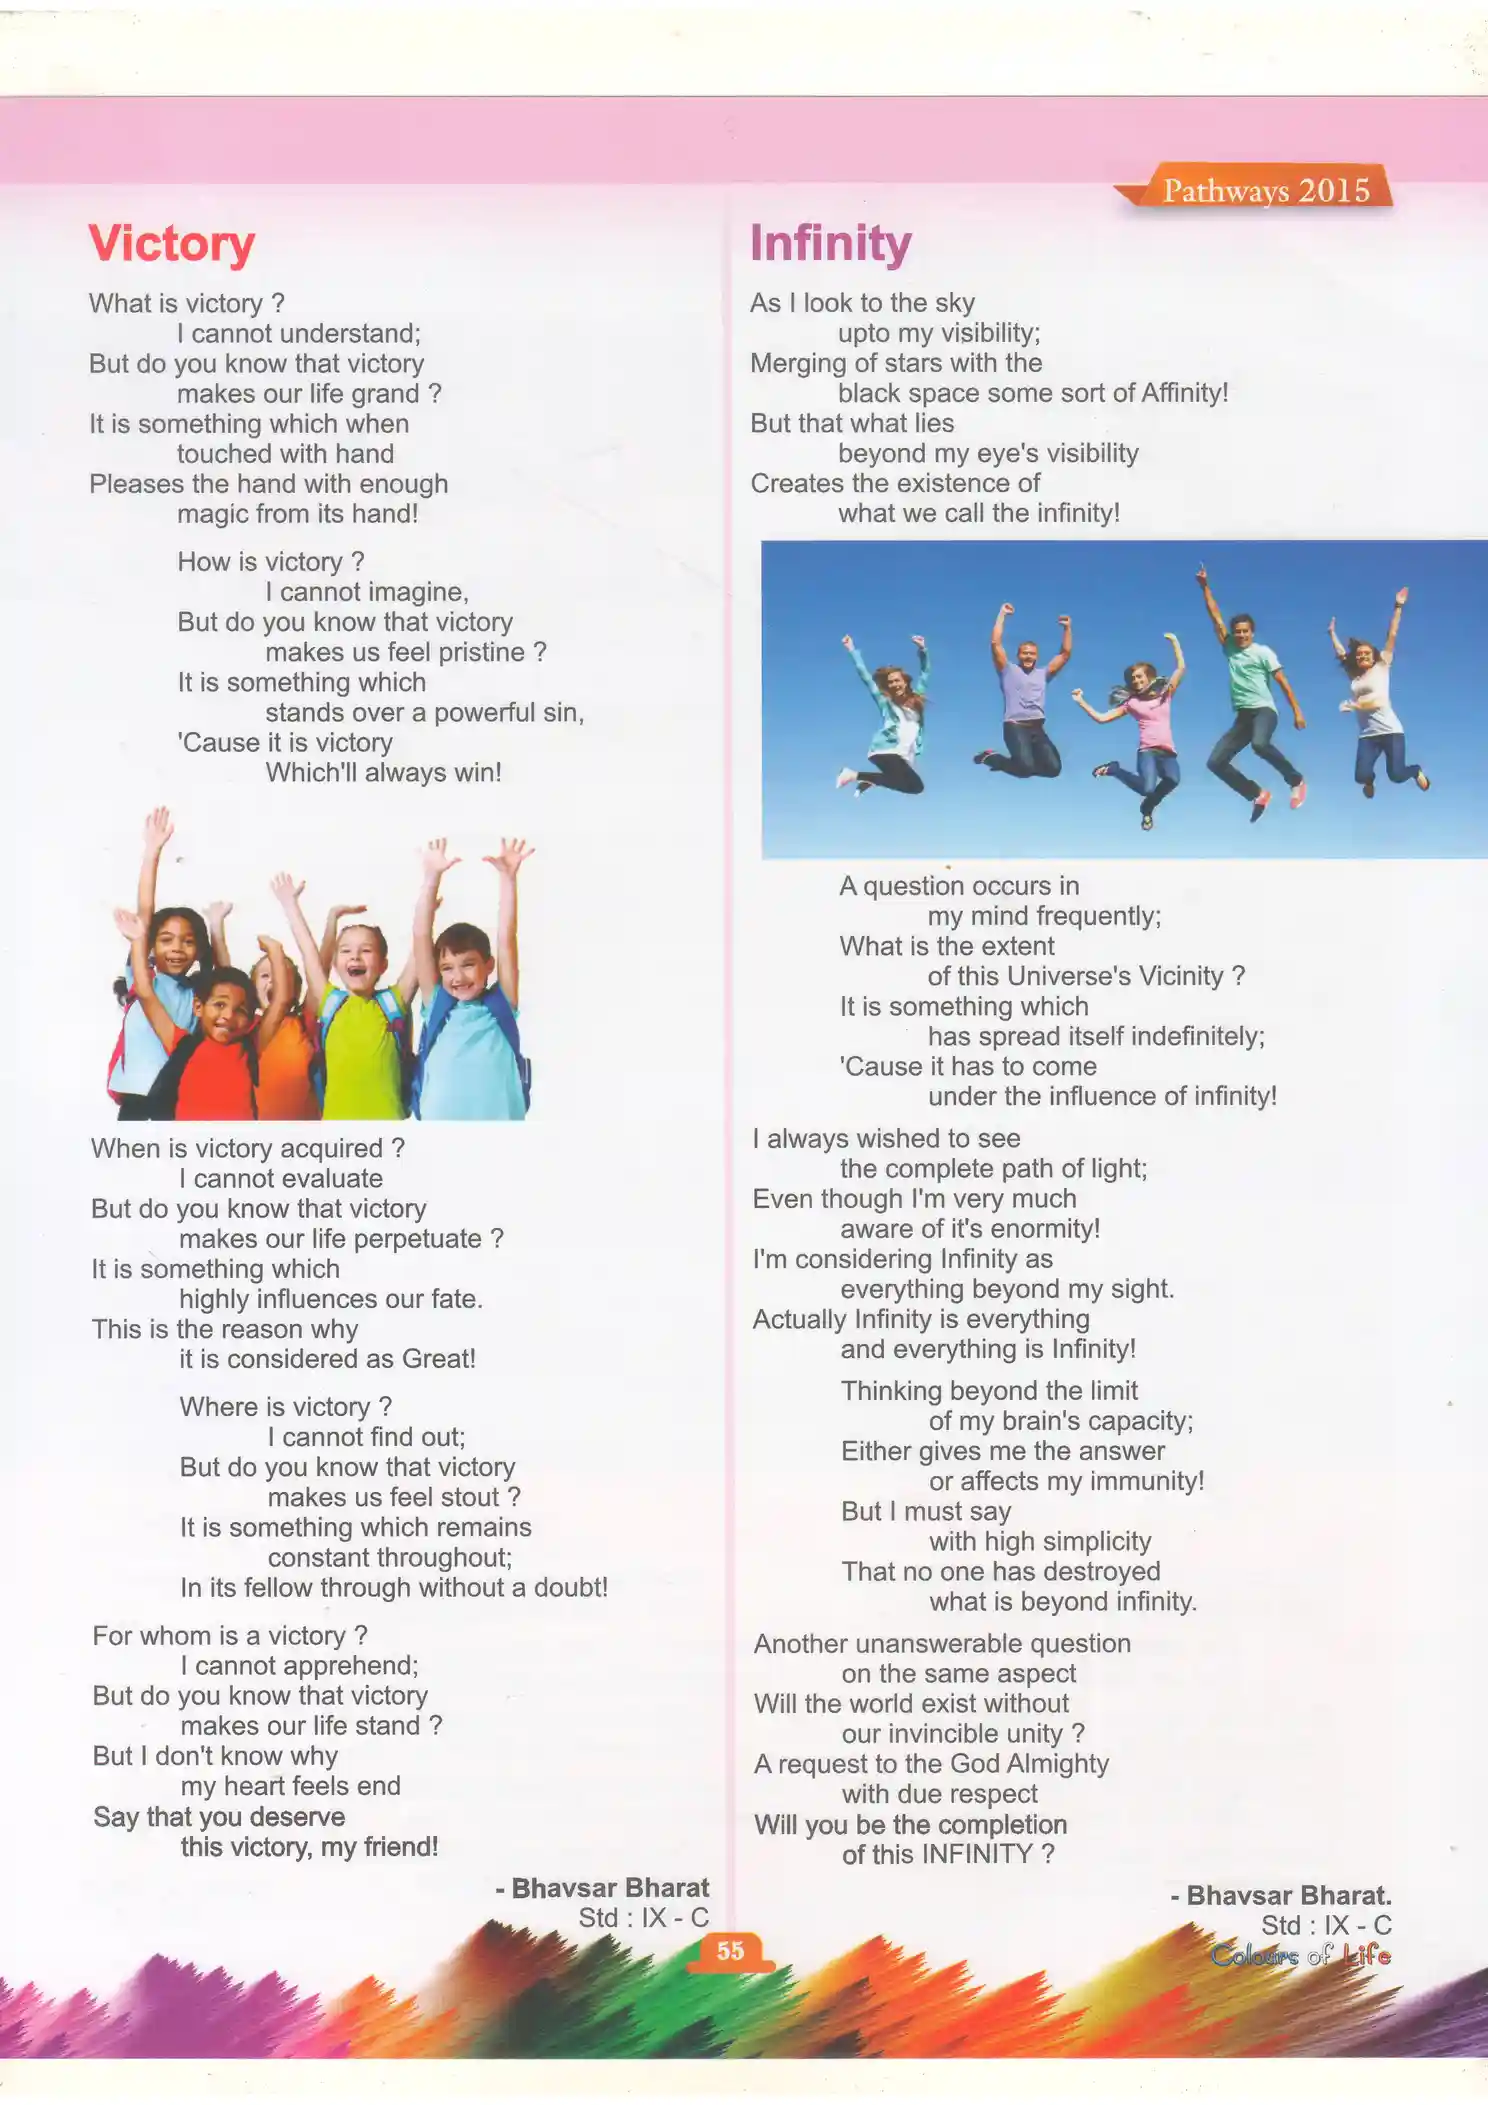 Pathways 2015
Victory
What is victory ?
I cannot understand;
But do you know that victory
makes our life grand ?
It is something which when
touched with hand
Pleases the hand with enough
magic from its hand!
How is victory ?
I cannot imagine,
But do you know that victory
makes us feel pristine ?
It is something which
stands over a powerful sin,
'Cause it is victory
Which'll always win!
When is victory acquired ?
I cannot evaluate
But do you know that victory
makes our life perpetuate ?
It is something which
highly influences our fate.
This is the reason why
it is considered as Great!
Where is victory ?
I cannot find out;
But do you know that victory
makes us feel stout ?
It is something which remains
constant throughout;
In its fellow through without a doubt!
For whom is a victory ?
I cannot apprehend;
But do you know that victory
makes our life stand ?
But I don't know why
my heart feels end
Say that you deserve
this victory, my friend!
- Bhavsar Bharat
Std : IX - C
Infinity
As I look to the sky
upto my visibility;
Merging of stars with the
black space some sort of Affinity!
But that what lies
beyond my eye's visibility
Creates the existence of
what we call the infinity!
A question occurs in
my mind frequently;
What is the extent
of this Universe's Vicinity ?
It is something which
has spread itself indefinitely;
'Cause it has to come
under the influence of infinity!
I always wished to see
the complete path of light;
Even though I'm very much
aware of it's enormity!
I'm considering Infinity as
everything beyond my sight.
Actually Infinity is everything
and everything is Infinity!
Thinking beyond the limit
of my brain's capacity;
Either gives me the answer
or affects my immunity!
But I must say
with high simplicity
That no one has destroyed
what is beyond infinity.
Another unanswerable question
on the same aspect
Will the world exist without
our invincible unity ?
A request to the God Almighty
with due respect
Will you be the completion
of this INFINITY ?
- Bhavsar Bharat.
Std : IX - C
Colours of Life
55